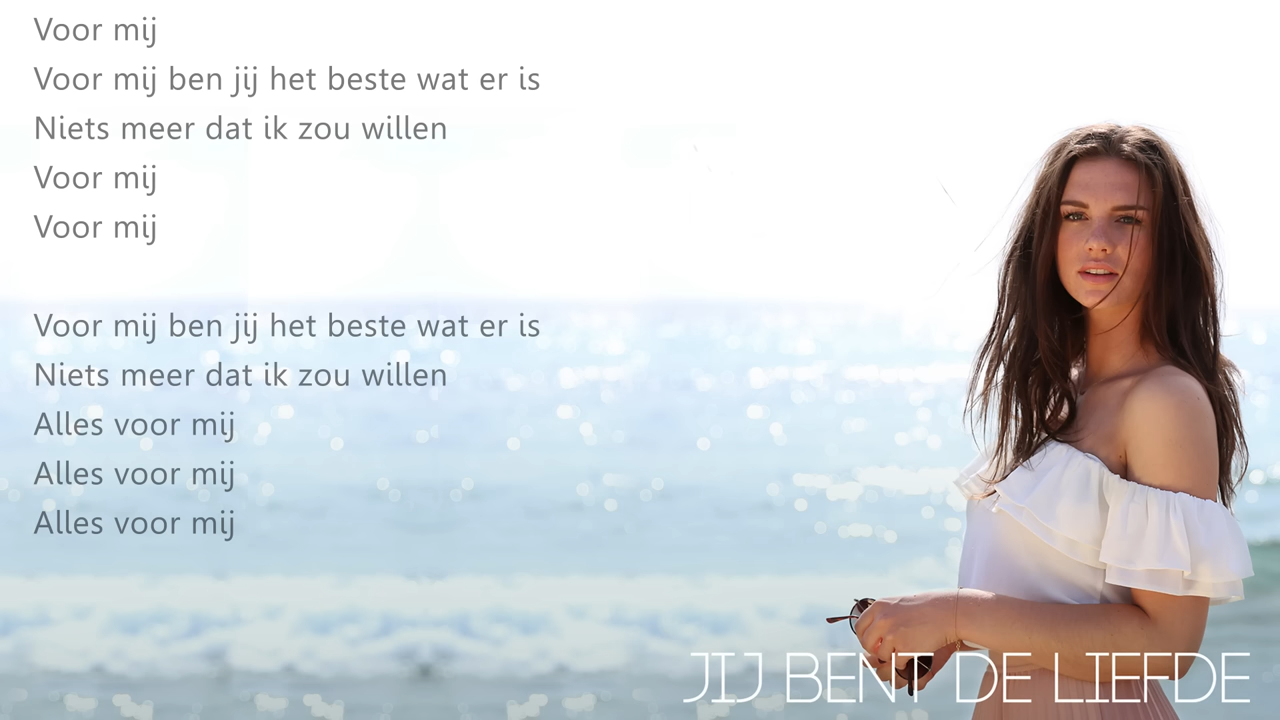 Voor mij
Voor mij ben jij het beste wat er is
Niets meer dat ik zou willen
Voor mij
Voor mij
Voor mij ben jij het beste wat er is
Niets meer dat ik zou willen
Alles voor mij
Alles voor mij
Alles voor mij
JIJ BENT DE LIEFDE